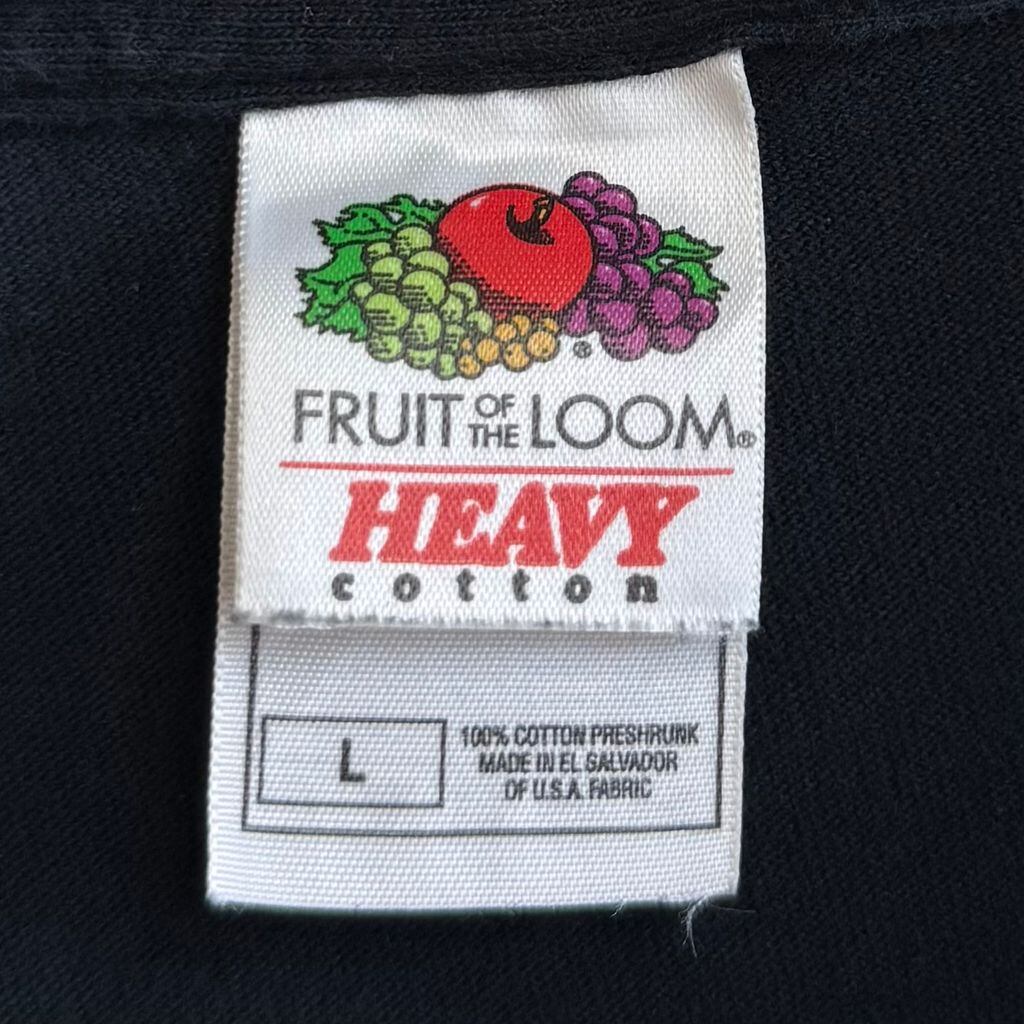 ®
FRUIT OF THE LOOM®
HEAVY
cotton
L
100% COTTON PRESHRUNK
MADE IN EL SALVADOR
OF U.S.A. FABRIC